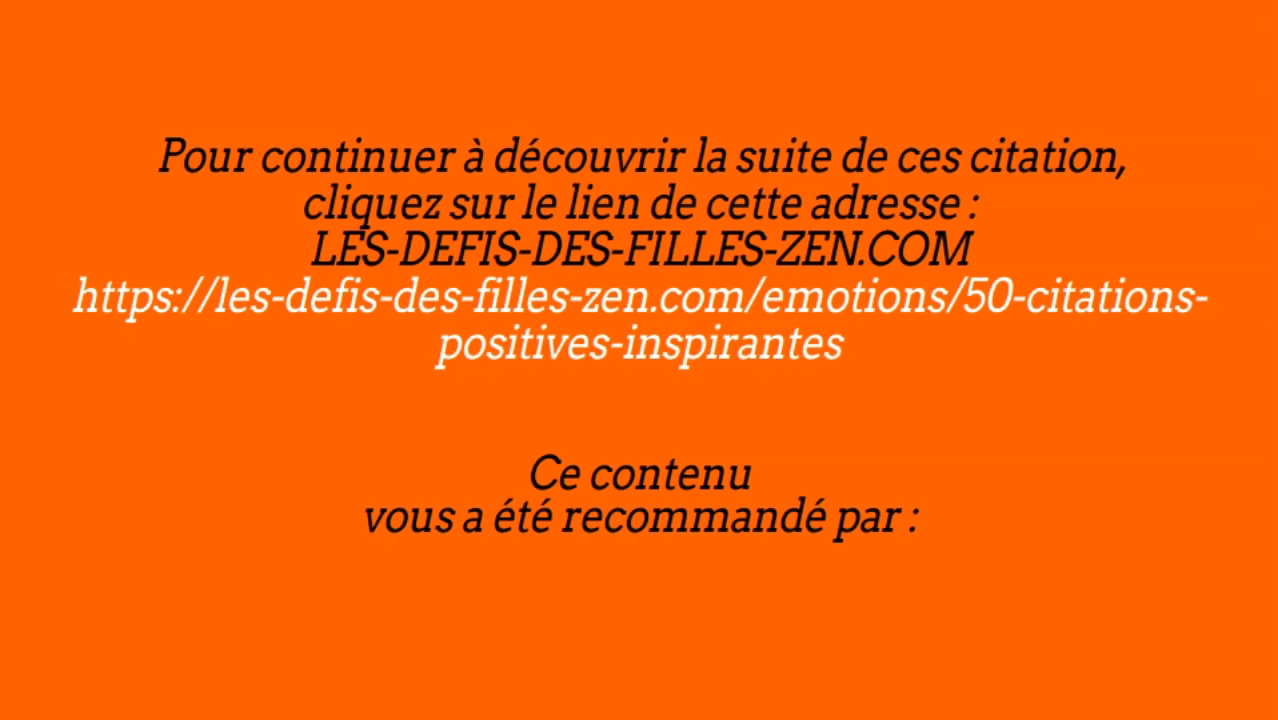 Pour continuer à découvrir la suite de ces citation,
cliquez sur le lien de cette adresse :
LES-DEFIS-DES-FILLES-ZEN.COM
https://les-defis-des-filles-zen.com/emotions/50-citations-
positives-inspirantes
Ce contenu
vous a été recommandé par :